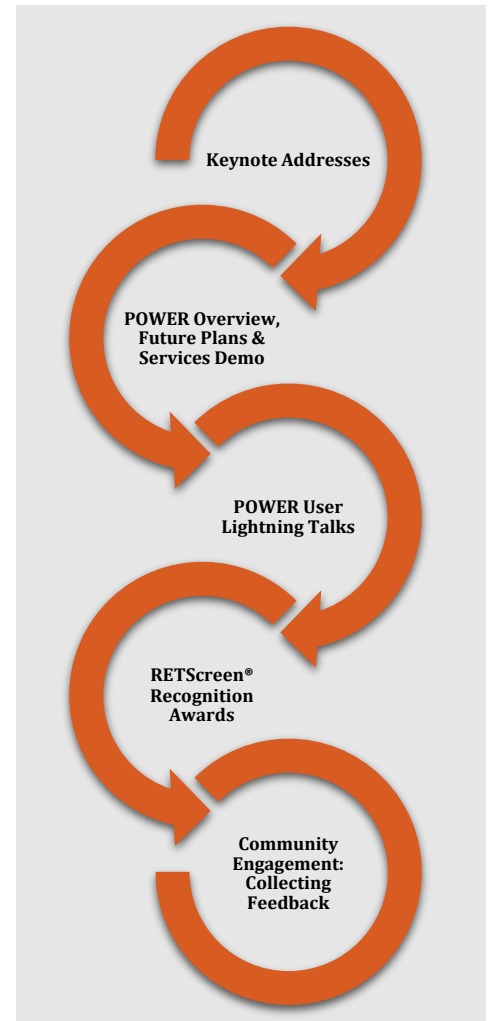 Keynote Addresses
POWER Overview,
Future Plans &
Services Demo
POWER User
Lightning Talks
RETScreen®
Recognition
Awards
Community
Engagement:
Collecting
Feedback